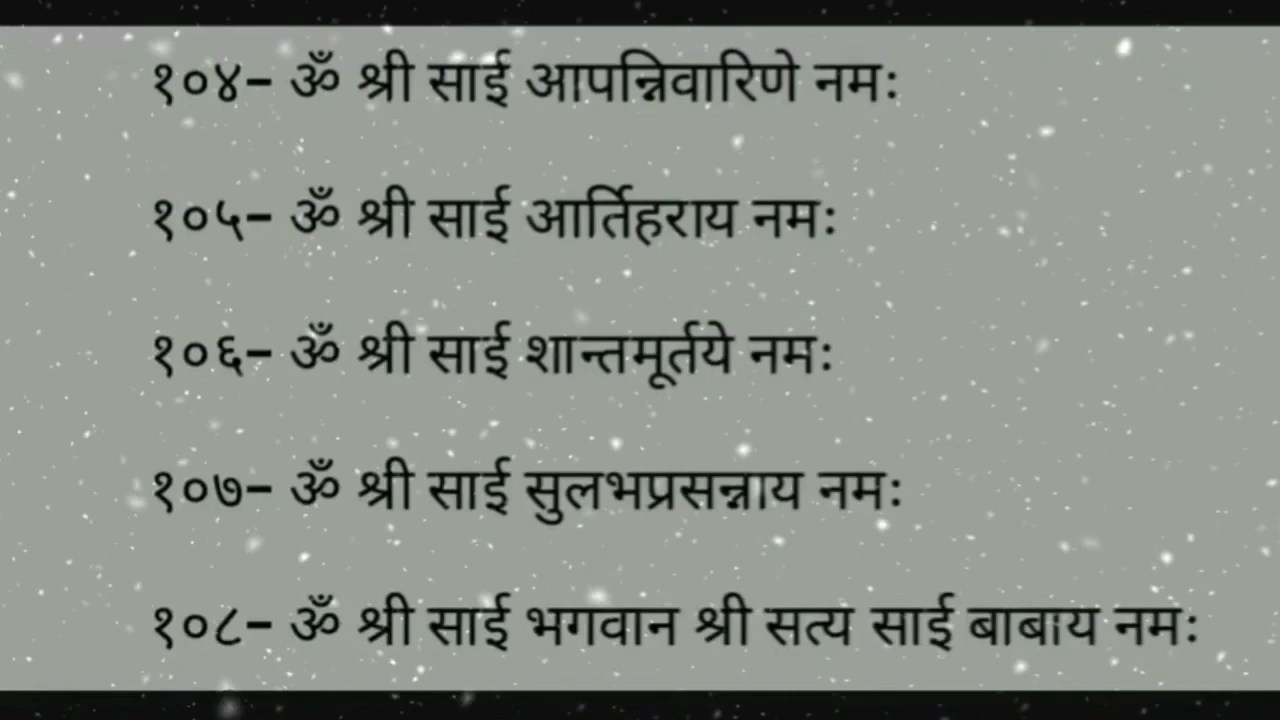 १०४- ॐ श्री साई आपन्निवारिणे नमः
१०५- ॐ श्री साई आर्तिहराय नमः
१०६- ॐ श्री साई शान्तमूर्तये नमः
१०७- ॐ श्री साई सुलभप्रसन्नाय नमः
१०८- ॐ श्री साई भगवान श्री सत्य साई बाबाय नमः